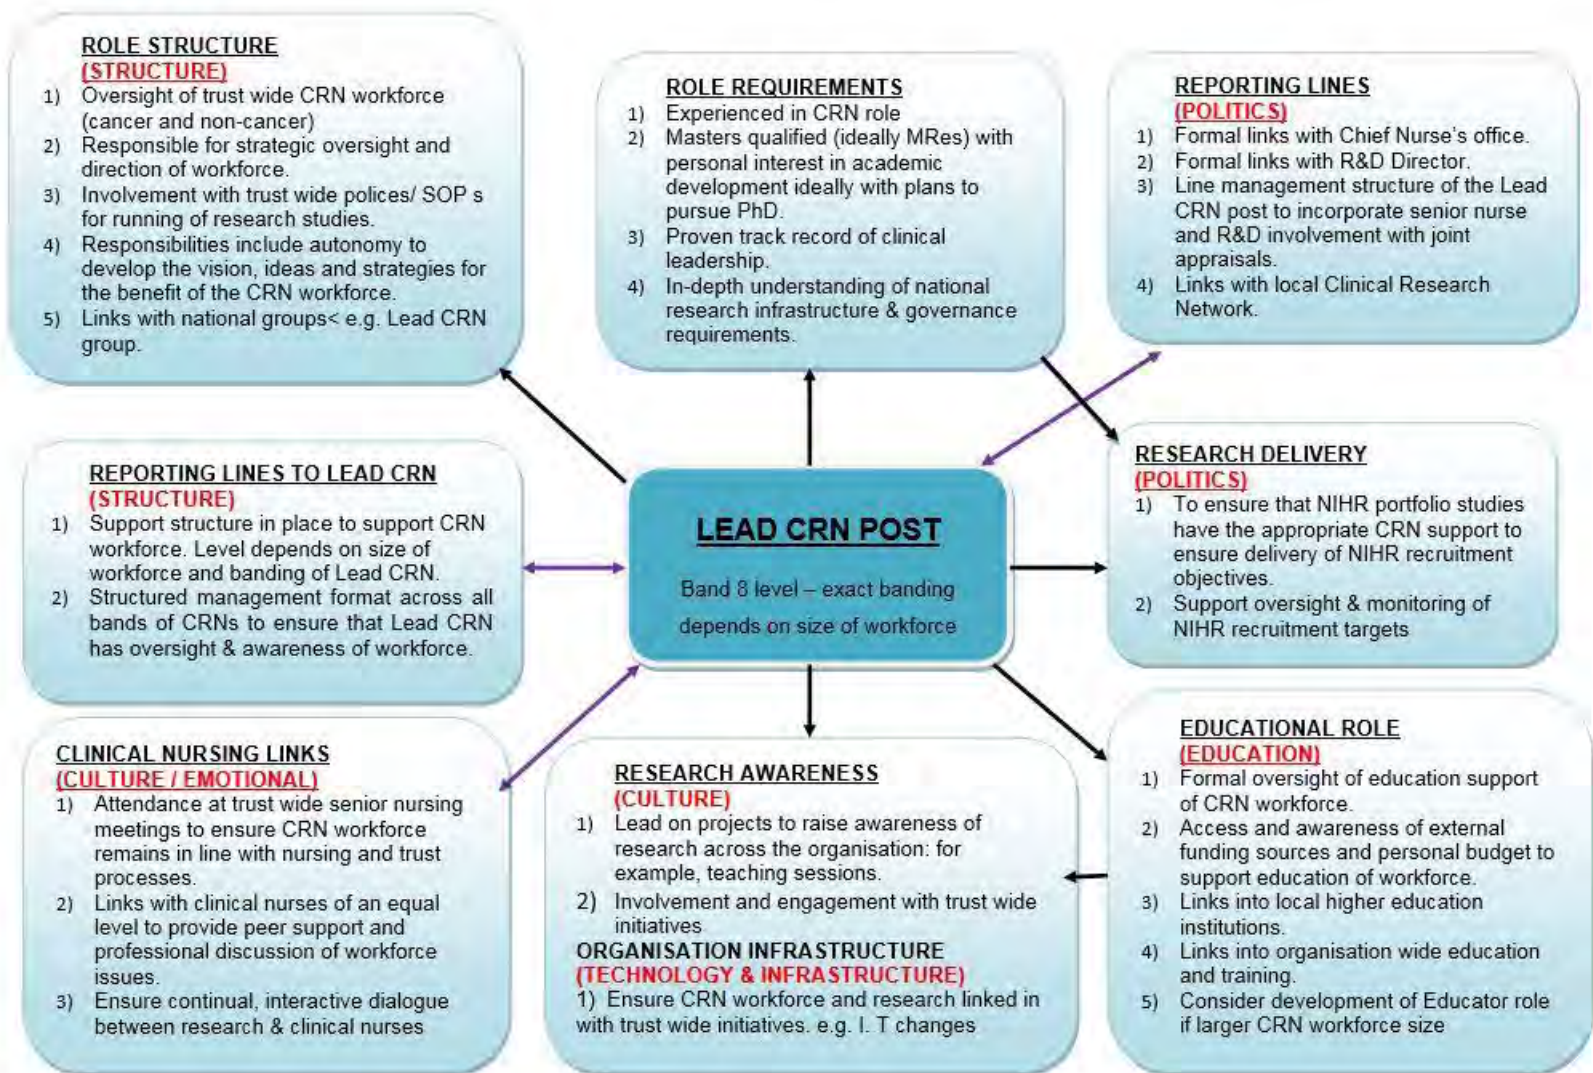 ROLE STRUCTURE
(STRUCTURE)
1) Oversight of trust wide CRN workforce
(cancer and non-cancer)
2) Responsible for strategic oversight and
direction of workforce.
3) Involvement with trust wide polices/ SOP s
for running of research studies.
4) Responsibilities include autonomy to
develop the vision, ideas and strategies for
the benefit of the CRN workforce.
5) Links with national groups< e.g. Lead CRN
group.
ROLE REQUIREMENTS
1) Experienced in CRN role
2) Masters qualified (ideally MRes) with
personal interest in academic
development ideally with plans to
pursue PhD.
3) Proven track record of clinical
leadership.
4) In-depth understanding of national
research infrastructure & governance
requirements.
REPORTING LINES
(POLITICS)
1) Formal links with Chief Nurse's office.
2) Formal links with R&D Director.
3) Line management structure of the Lead
CRN post to incorporate senior nurse
and R&D involvement with joint
appraisals.
4) Links with local Clinical Research
Network.
REPORTING LINES TO LEAD CRN
(STRUCTURE)
1) Support structure in place to support CRN
workforce. Level depends on size of
workforce and banding of Lead CRN.
2) Structured management format across all
bands of CRNs to ensure that Lead CRN
has oversight & awareness of workforce.
LEAD CRN POST
Band 8 level – exact banding
depends on size of workforce
RESEARCH DELIVERY
(POLITICS)
1) To ensure that NIHR portfolio studies
have the appropriate CRN support to
ensure delivery of NIHR recruitment
objectives.
2) Support oversight & monitoring of
NIHR recruitment targets
CLINICAL NURSING LINKS
(CULTURE / EMOTIONAL)
1) Attendance at trust wide senior nursing
meetings to ensure CRN workforce
remains in line with nursing and trust
processes.
2) Links with clinical nurses of an equal
level to provide peer support and
professional discussion of workforce
issues.
3) Ensure continual, interactive dialogue
between research & clinical nurses
RESEARCH AWARENESS
(CULTURE)
1) Lead on projects to raise awareness of
research across the organisation: for
example, teaching sessions.
2) Involvement and engagement with trust wide
initiatives
ORGANISATION INFRASTRUCTURE
(TECHNOLOGY & INFRASTRUCTURE)
1) Ensure CRN workforce and research linked in
with trust wide initiatives. e.g. I. T changes
EDUCATIONAL ROLE
(EDUCATION)
1) Formal oversight of education support
of CRN workforce.
2) Access and awareness of external
funding sources and personal budget to
support education of workforce.
3) Links into local higher education
institutions.
4) Links into organisation wide education
and training.
5) Consider development of Educator role
if larger CRN workforce size